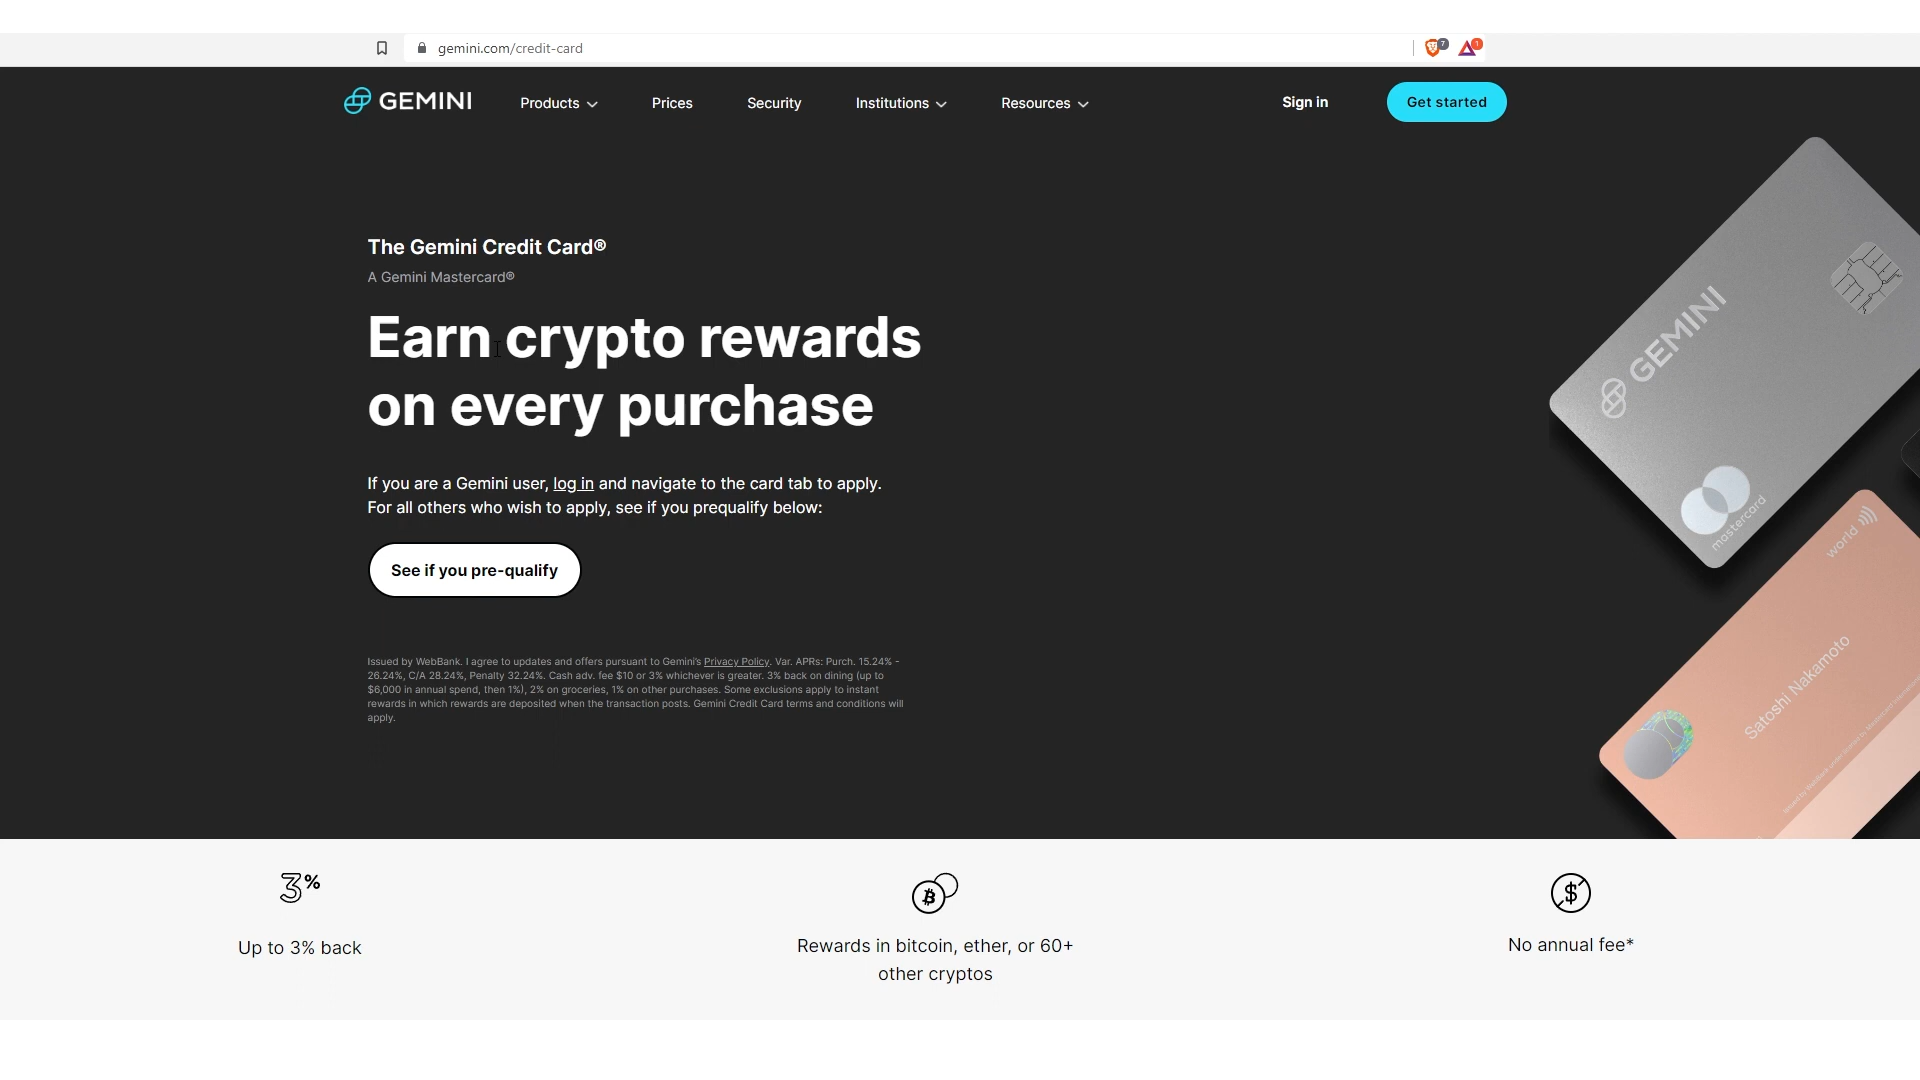 gemini.com/credit-card
7
1
GEMINI
Products
Prices
Security
Institutions
Resources
Sign in
Get started
The Gemini Credit Card®
A Gemini Mastercard®
Earn crypto rewards
on every purchase
If you are a Gemini user, log in and navigate to the card tab to apply.
For all others who wish to apply, see if you prequalify below:
See if you pre-qualify
Issued by WebBank. I agree to updates and offers pursuant to Gemini's Privacy Policy. Var. APRs: Purch. 15.24% -
26.24%, C/A 28.24%, Penalty 32.24%. Cash adv. fee $10 or 3% whichever is greater. 3% back on dining (up to
$6,000 in annual spend, then 1%), 2% on groceries, 1% on other purchases. Some exclusions apply to instant
rewards in which rewards are deposited when the transaction posts. Gemini Credit Card terms and conditions will
apply.
GEMINI
mastercard
world
Satoshi Nakamoto
3%
Up to 3% back
Rewards in bitcoin, ether, or 60+
other cryptos
$
No annual fee*